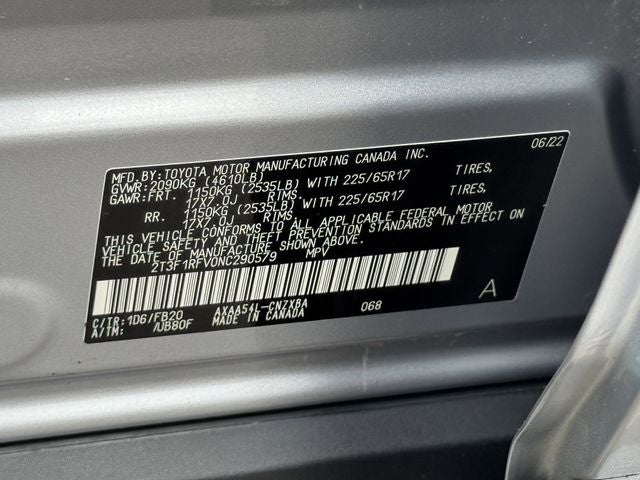 MFD.BY:TOYOTA MOTOR MANUFACTURING CANADA INC. 06/22
GVWR:2090KG (4610LB)
GAWR:FRT. 1150KG (2535LB) WITH 225/65R17 TIRES,
17X7.0J RIMS
RR. 1150KG (2535LB) WITH 225/65R17 TIRES,
17X7.0J RIMS
THIS VEHICLE CONFORMS TO ALL APPLICABLE FEDERAL MOTOR
VEHICLE SAFETY AND THEFT PREVENTION STANDARDS IN EFFECT ON
THE DATE OF MANUFACTURE SHOWN ABOVE.
2T3F1RFV0NC290579 MPV
C/TR:1D6/FB20 AXAA54L-CNZXBA 068 A
A/TM: /UB80F MADE IN CANADA